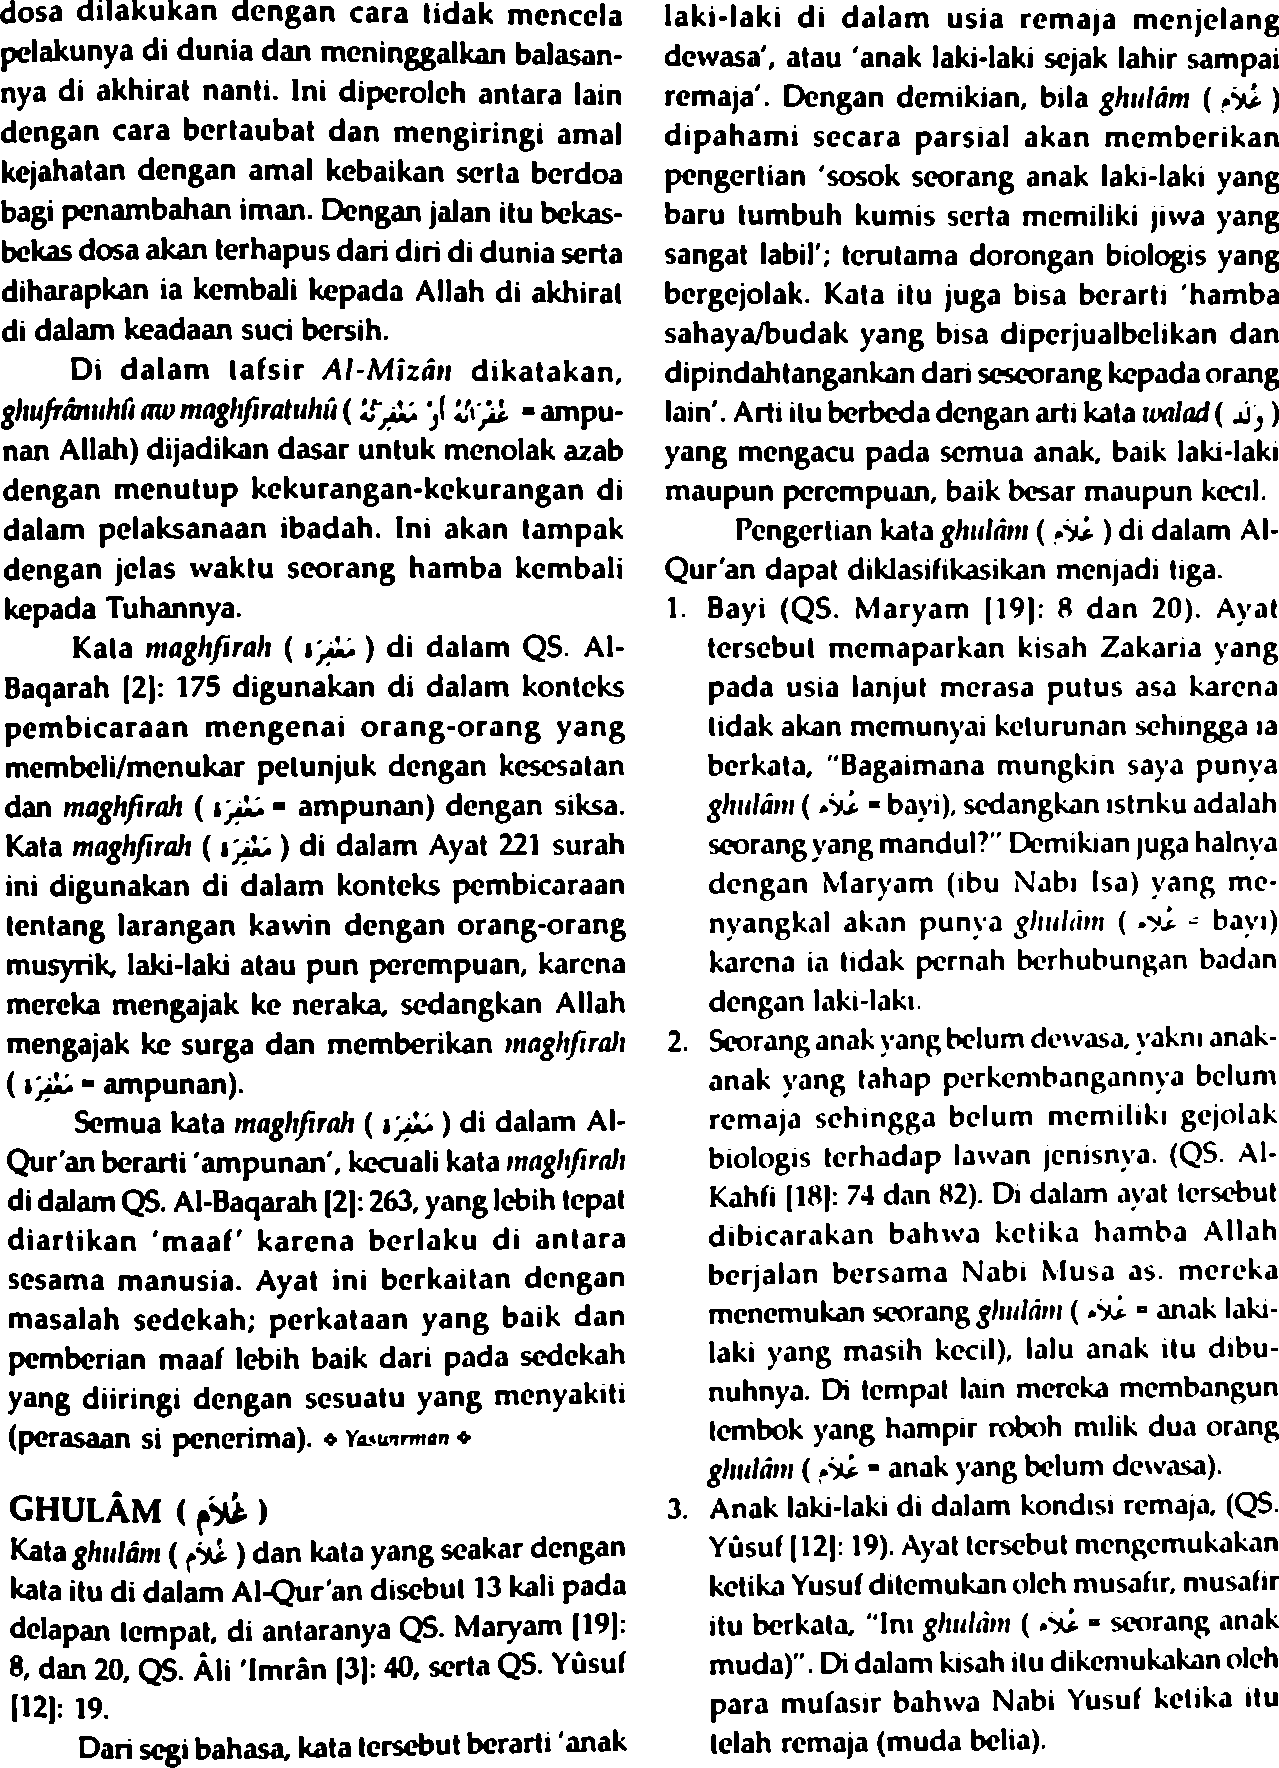 dosa dilakukan dengan cara tidak mencela
pelakunya di dunia dan meninggalkan balasan-
nya di akhirat nanti. Ini diperoleh antara lain
dengan cara bertaubat dan mengiringi amal
kejahatan dengan amal kebaikan serta berdoa
bagi penambahan iman. Dengan jalan itu bekas-
bekas dosa akan terhapus dari diri di dunia serta
diharapkan ia kembali kepada Allah di akhirat
di dalam keadaan suci bersih.
Di dalam tafsir Al-Mîzân dikatakan,
ghufrânuhû aw maghfiratuhû ( غُفْرَانُهُ أَوْ مَغْفِرَتُهُ = ampu-
nan Allah) dijadikan dasar untuk menolak azab
dengan menutup kekurangan-kekurangan di
dalam pelaksanaan ibadah. Ini akan tampak
dengan jelas waktu seorang hamba kembali
kepada Tuhannya.
Kata maghfirah ( مَغْفِرَة ) di dalam QS. Al-
Baqarah [2]: 175 digunakan di dalam konteks
pembicaraan mengenai orang-orang yang
membeli/menukar petunjuk dengan kesesatan
dan maghfirah ( مَغْفِرَة = ampunan) dengan siksa.
Kata maghfirah ( مَغْفِرَة ) di dalam Ayat 221 surah
ini digunakan di dalam konteks pembicaraan
tentang larangan kawin dengan orang-orang
musyrik, laki-laki atau pun perempuan, karena
mereka mengajak ke neraka, sedangkan Allah
mengajak ke surga dan memberikan maghfirah
( مَغْفِرَة = ampunan).
Semua kata maghfirah ( مَغْفِرَة ) di dalam Al-
Qur'an berarti 'ampunan', kecuali kata maghfirah
di dalam QS. Al-Baqarah [2]: 263, yang lebih tepat
diartikan 'maaf' karena berlaku di antara
sesama manusia. Ayat ini berkaitan dengan
masalah sedekah; perkataan yang baik dan
pemberian maaf lebih baik dari pada sedekah
yang diiringi dengan sesuatu yang menyakiti
(perasaan si penerima). ❖ Yasunrman ❖
GHULÂM ( غُلاَم )
Kata ghulâm ( غُلاَم ) dan kata yang seakar dengan
kata itu di dalam Al-Qur'an disebut 13 kali pada
delapan tempat, di antaranya QS. Maryam [19]:
8, dan 20, QS. Âli 'Imrân [3]: 40, serta QS. Yûsuf
[12]: 19.
Dari segi bahasa, kata tersebut berarti 'anak
laki-laki di dalam usia remaja menjelang
dewasa', atau 'anak laki-laki sejak lahir sampai
remaja'. Dengan demikian, bila ghulâm ( غُلاَم )
dipahami secara parsial akan memberikan
pengertian 'sosok seorang anak laki-laki yang
baru tumbuh kumis serta memiliki jiwa yang
sangat labil'; terutama dorongan biologis yang
bergejolak. Kata itu juga bisa berarti 'hamba
sahaya/budak yang bisa diperjualbelikan dan
dipindahtangankan dari seseorang kepada orang
lain'. Arti itu berbeda dengan arti kata walad ( وَلَد )
yang mengacu pada semua anak, baik laki-laki
maupun perempuan, baik besar maupun kecil.
Pengertian kata ghulâm ( غُلاَم ) di dalam Al-
Qur'an dapat diklasifikasikan menjadi tiga.
1. Bayi (QS. Maryam [19]: 8 dan 20). Ayat
tersebut memaparkan kisah Zakaria yang
pada usia lanjut merasa putus asa karena
tidak akan memunyai keturunan sehingga ia
berkata, "Bagaimana mungkin saya punya
ghulâm ( غُلاَم = bayi), sedangkan istriku adalah
seorang yang mandul?" Demikian juga halnya
dengan Maryam (ibu Nabi Isa) yang me-
nyangkal akan punya ghulâm ( غُلاَم = bayi)
karena ia tidak pernah berhubungan badan
dengan laki-laki.
2. Seorang anak yang belum dewasa, yakni anak-
anak yang tahap perkembangannya belum
remaja sehingga belum memiliki gejolak
biologis terhadap lawan jenisnya. (QS. Al-
Kahfi [18]: 74 dan 82). Di dalam ayat tersebut
dibicarakan bahwa ketika hamba Allah
berjalan bersama Nabi Musa as. mereka
menemukan seorang ghulâm ( غُلاَم = anak laki-
laki yang masih kecil), lalu anak itu dibu-
nuhnya. Di tempat lain mereka membangun
tembok yang hampir roboh milik dua orang
ghulâm ( غُلاَم = anak yang belum dewasa).
3. Anak laki-laki di dalam kondisi remaja, (QS.
Yûsuf [12]: 19). Ayat tersebut mengemukakan
ketika Yusuf ditemukan oleh musafir, musafir
itu berkata, "Ini ghulâm ( غُلاَم = seorang anak
muda)". Di dalam kisah itu dikemukakan oleh
para mufasir bahwa Nabi Yusuf ketika itu
telah remaja (muda belia).